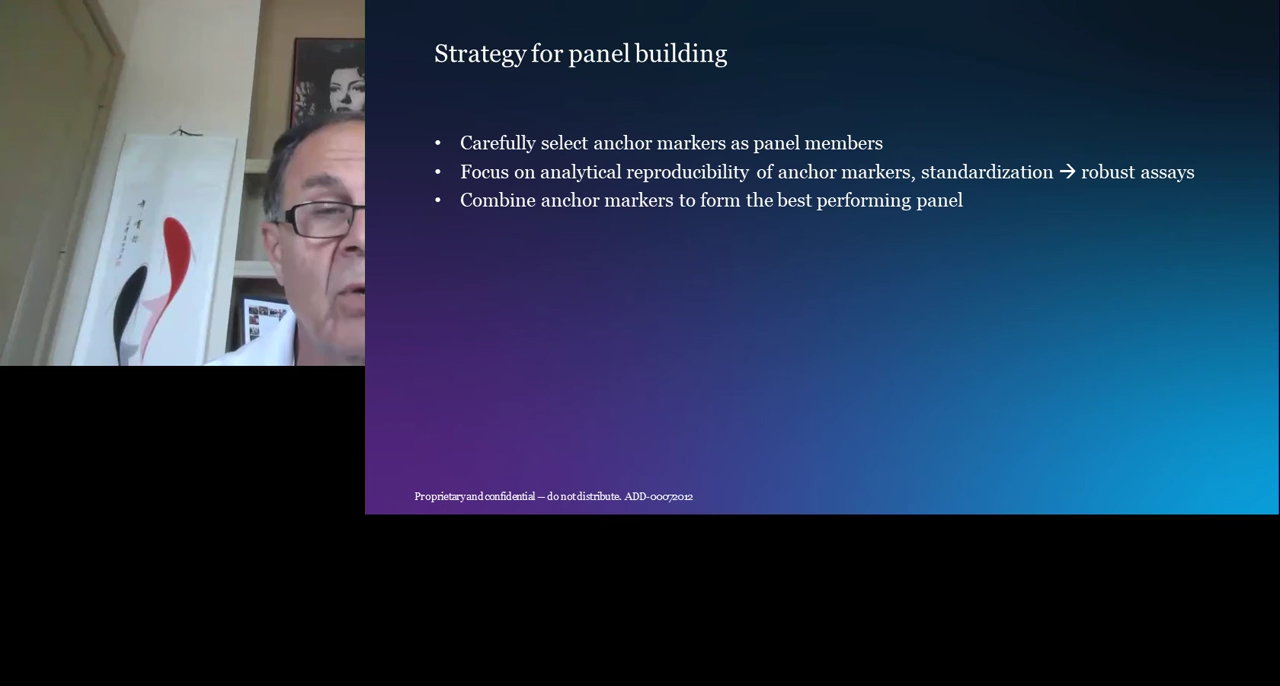 Strategy for panel building
• Carefully select anchor markers as panel members
• Focus on analytical reproducibility of anchor markers, standardization → robust assays
• Combine anchor markers to form the best performing panel
Proprietary and confidential — do not distribute. ADD-00072012